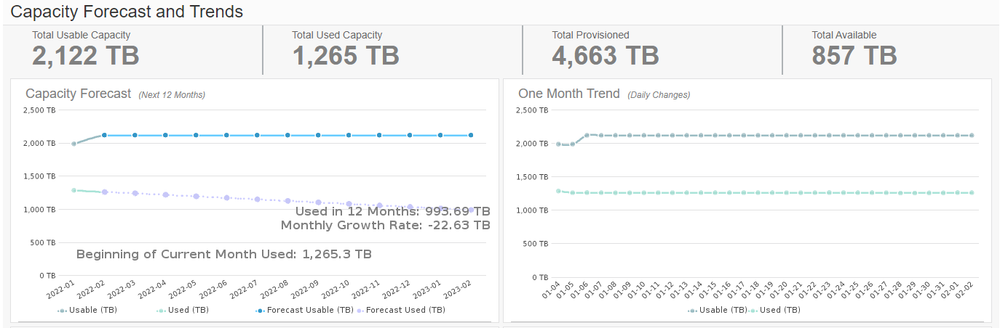 Capacity Forecast and Trends
Total Usable Capacity
2,122 TB
Total Used Capacity
1,265 TB
Total Provisioned
4,663 TB
Total Available
857 TB
Capacity Forecast (Next 12 Months)
2,500 TB
2,000 TB
1,500 TB
1,000 TB
500 TB
0 TB
Used in 12 Months: 993.69 TB
Monthly Growth Rate: -22.63 TB
Beginning of Current Month Used: 1,265.3 TB
2022-01 2022-02 2022-03 2022-04 2022-05 2022-06 2022-07 2022-08 2022-09 2022-10 2022-11 2022-12 2023-01 2023-02
Usable (TB) Used (TB) Forecast Usable (TB) Forecast Used (TB)
One Month Trend (Daily Changes)
2,500 TB
2,000 TB
1,500 TB
1,000 TB
500 TB
0 TB
01-04 01-05 01-06 01-07 01-08 01-09 01-10 01-11 01-12 01-13 01-14 01-15 01-16 01-17 01-18 01-19 01-20 01-21 01-22 01-23 01-24 01-25 01-26 01-27 01-28 01-29 01-30 01-31 02-01 02-02
Usable (TB) Used (TB)